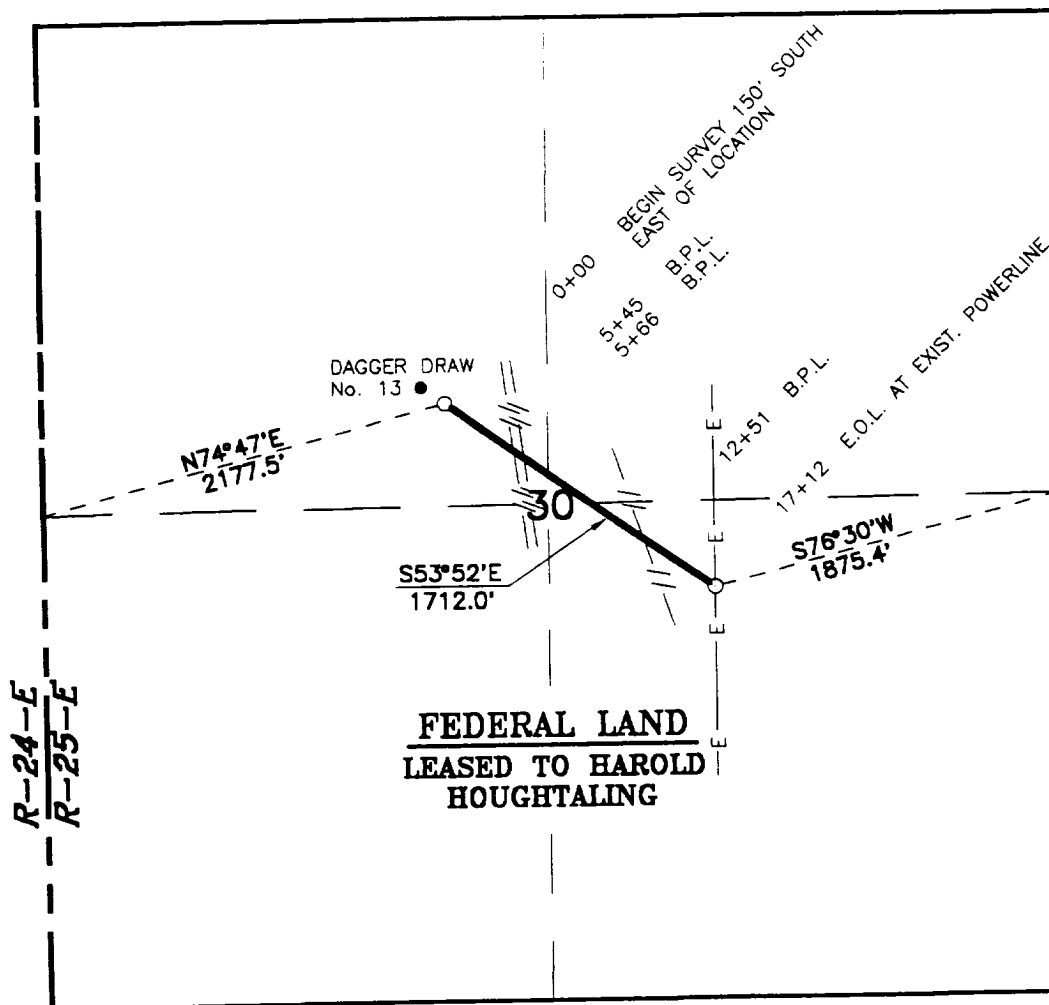 BEGIN SURVEY 150' SOUTH
EAST OF LOCATION
0+00
B.P.L.
B.P.L.
5+45
5+66
DAGGER DRAW
No. 13
12+51 B.P.L.
17+12 E.O.L. AT EXIST. POWERLINE
N74°47'E
2177.5'
30
S76°30'W
1875.4'
S53°52'E
1712.0'
E
E
E
E
R-24-E
R-25-E
FEDERAL LAND
LEASED TO HAROLD
HOUGHTALING